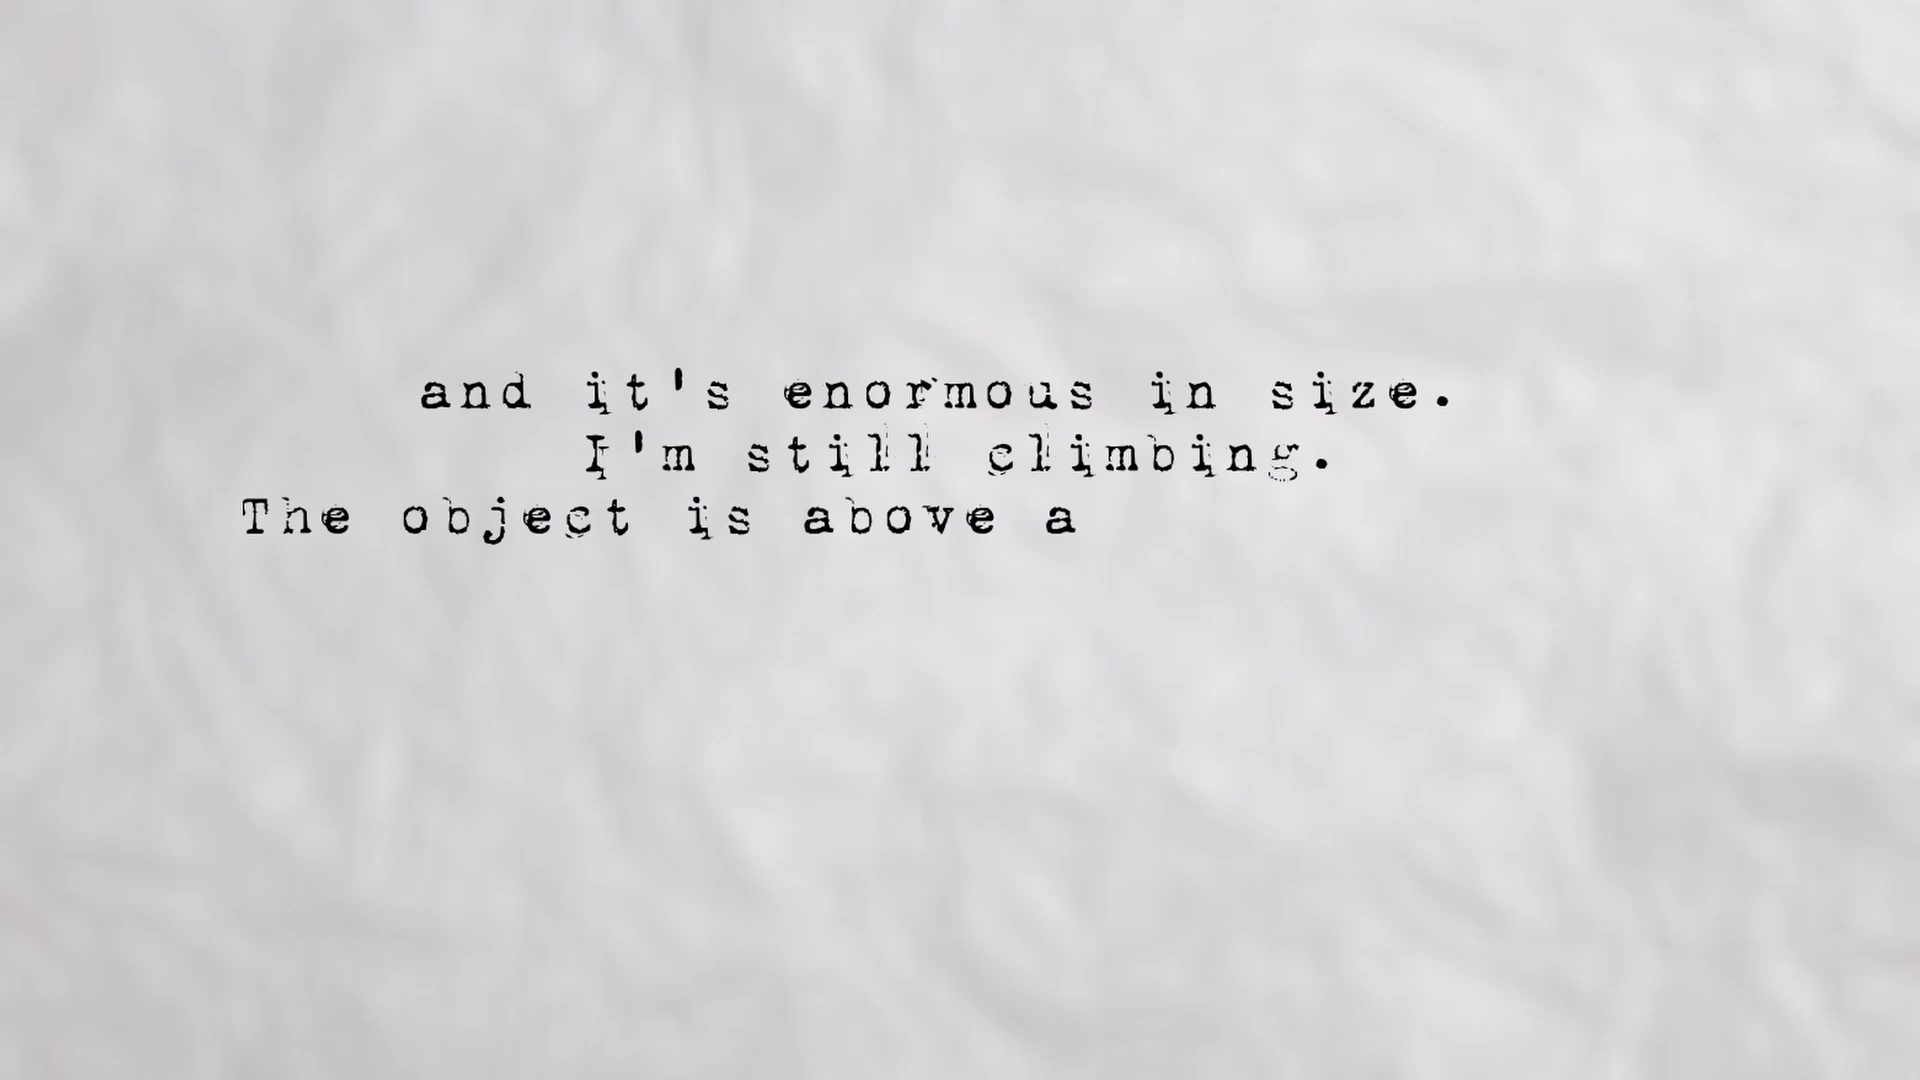 and it's enormous in size.
I'm still climbing.
The object is above a